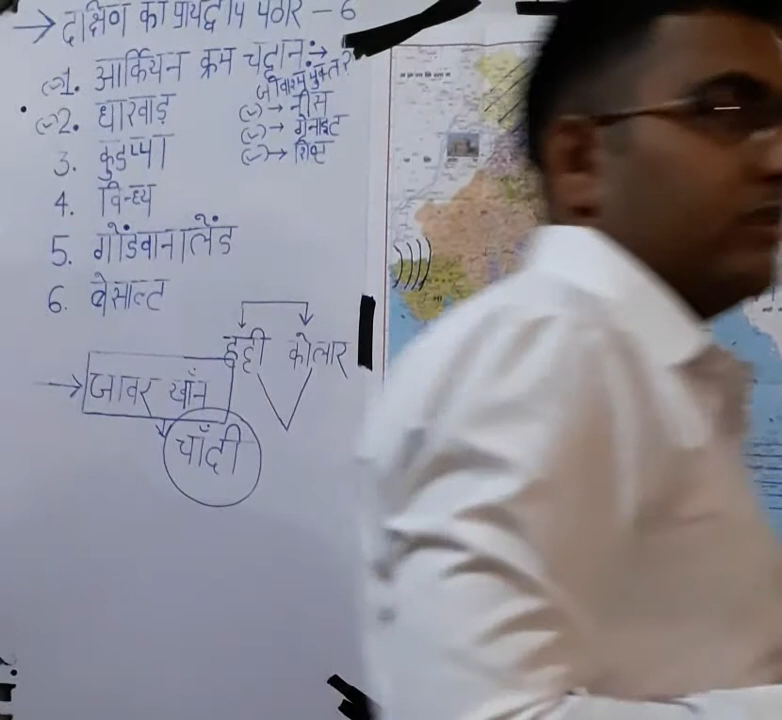 → दक्षिण का प्रायद्वीप पठार – 6
1. आर्कियन क्रम चट्टान:→
जीवाश्म मुक्त?
2. धारवाड़
→ नीस
→ ग्रेनाइट
→ शिष्ट
3. कुडप्पा
4. विन्ध्य
5. गोंडवानालैंड
6. बेसाल्ट
हट्टी कोलार
→ जावर खाँन
चाँदी